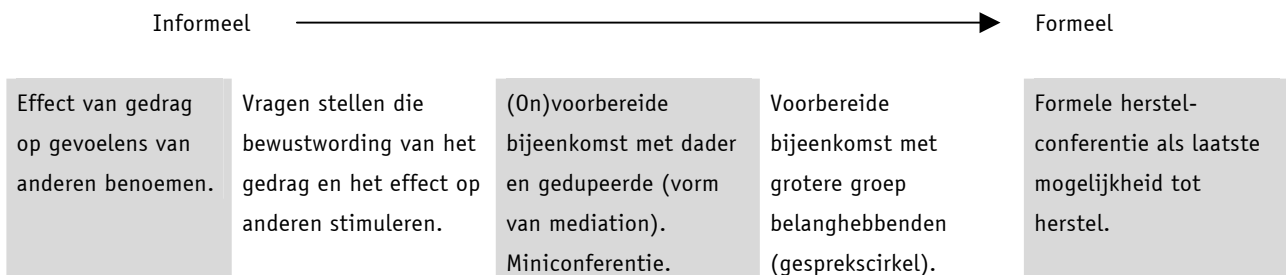 Informeel
Formeel
Effect van gedrag
op gevoelens van
anderen benoemen.
Vragen stellen die
bewustwording van het
gedrag en het effect op
anderen stimuleren.
(On)voorbereide
bijeenkomst met dader
en gedupeerde (vorm
van mediation).
Miniconferentie.
Voorbereide
bijeenkomst met
grotere groep
belanghebbenden
(gesprekscirkel).
Formele herstel-
conferentie als laatste
mogelijkheid tot
herstel.